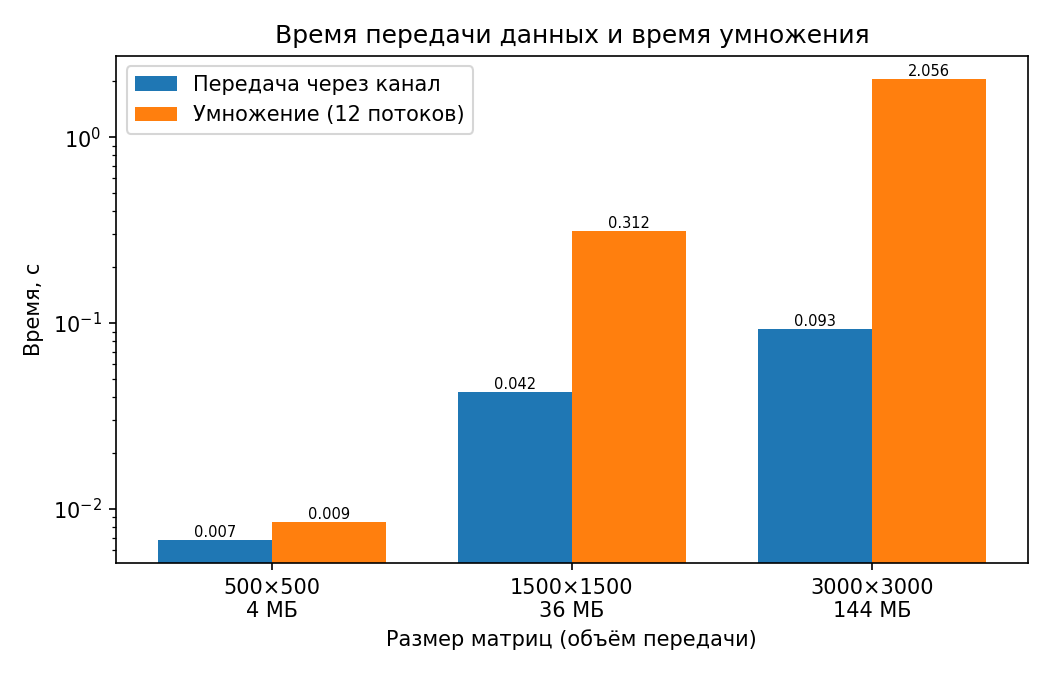 Время передачи данных и время умножения
Передача через канал
Умножение (12 потоков)
Время, с
10⁰
10⁻¹
10⁻²
0.007
0.009
0.042
0.312
0.093
2.056
500×500
4 МБ
1500×1500
36 МБ
3000×3000
144 МБ
Размер матриц (объём передачи)